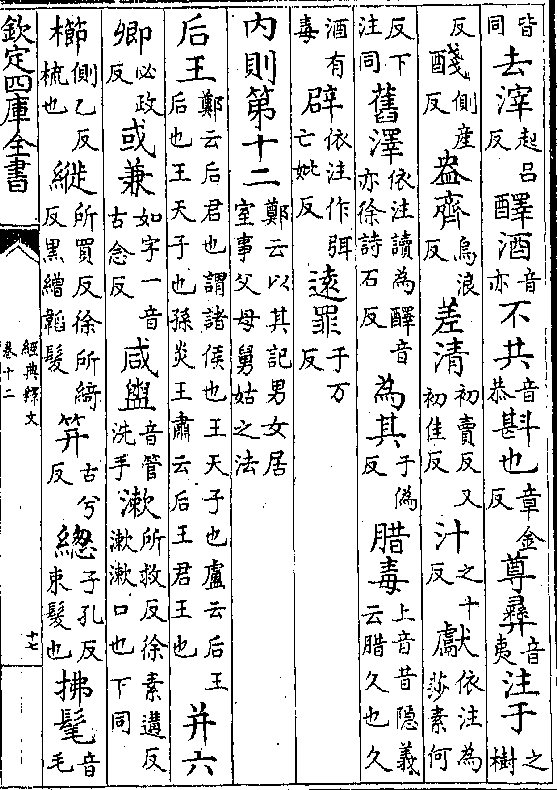 皆同去滓起吕反醳酒音亦不共音恭斟也章金反尊彝音夷注于之樹
反醆側産反盎齊烏浪反差清初賣反又初佳反汁之十反獻依注為莎素何
反下注同舊澤依注讀為醳音亦徐詩石反為其子偽反腊毒上音昔隐義云腊久也久
酒有毒辟依注作弭亡妣反逺罪于万反
内則第十二鄭云以其記男女居室事父母舅姑之法
后王鄭云后君也謂諸侯也王天子也盧云后王后也王天子也孫炎王肅云后王君王也并六
卿必政反或兼如字一音古念反咸盥音管洗手漱所救反徐素遘反漱漱口也下同
櫛側乙反梳也縰所買反徐所綺反黒繒韜髮笄古兮反緫子孔反束髮也拂髦音毛
欽定四庫全書
經典釋文
卷十二
十七